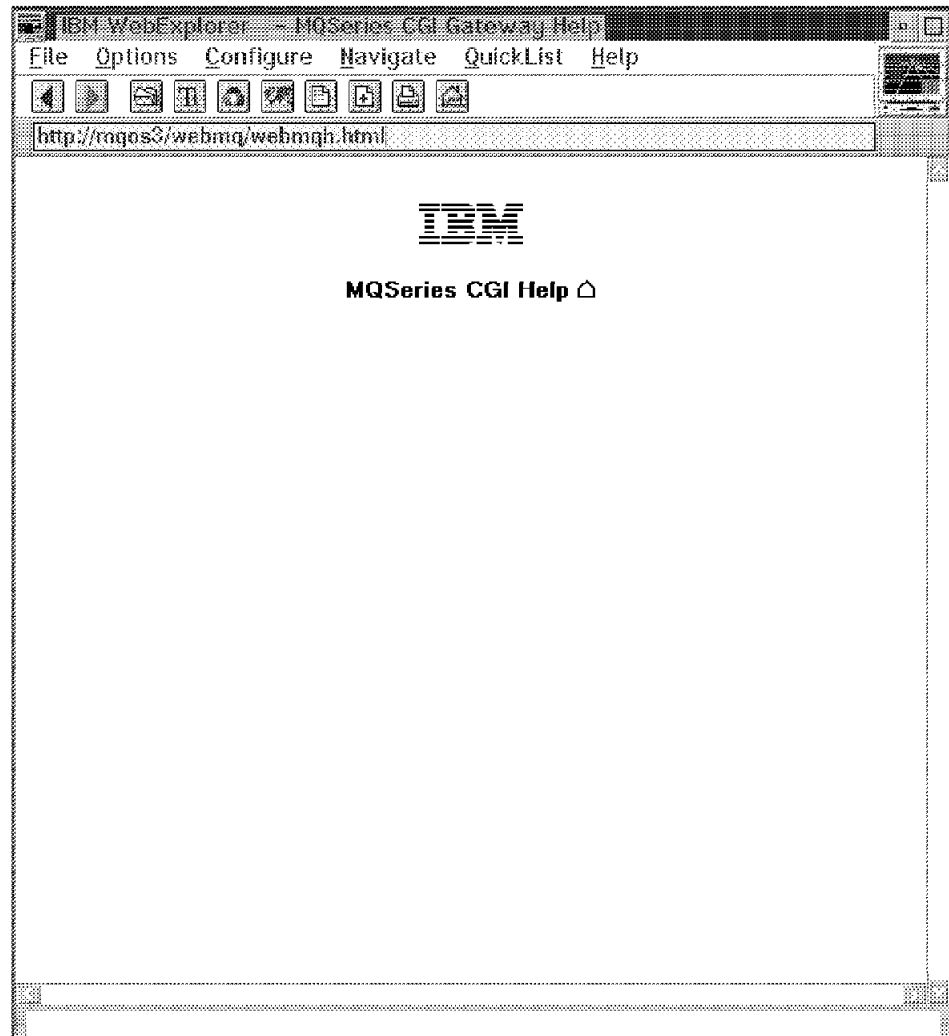 IBM WebExplorer - MQSeries CGI Gateway Help
File Options Configure Navigate QuickList Help
http://mqos3/webmq/webmqh.html
IBM
MQSeries CGI Help